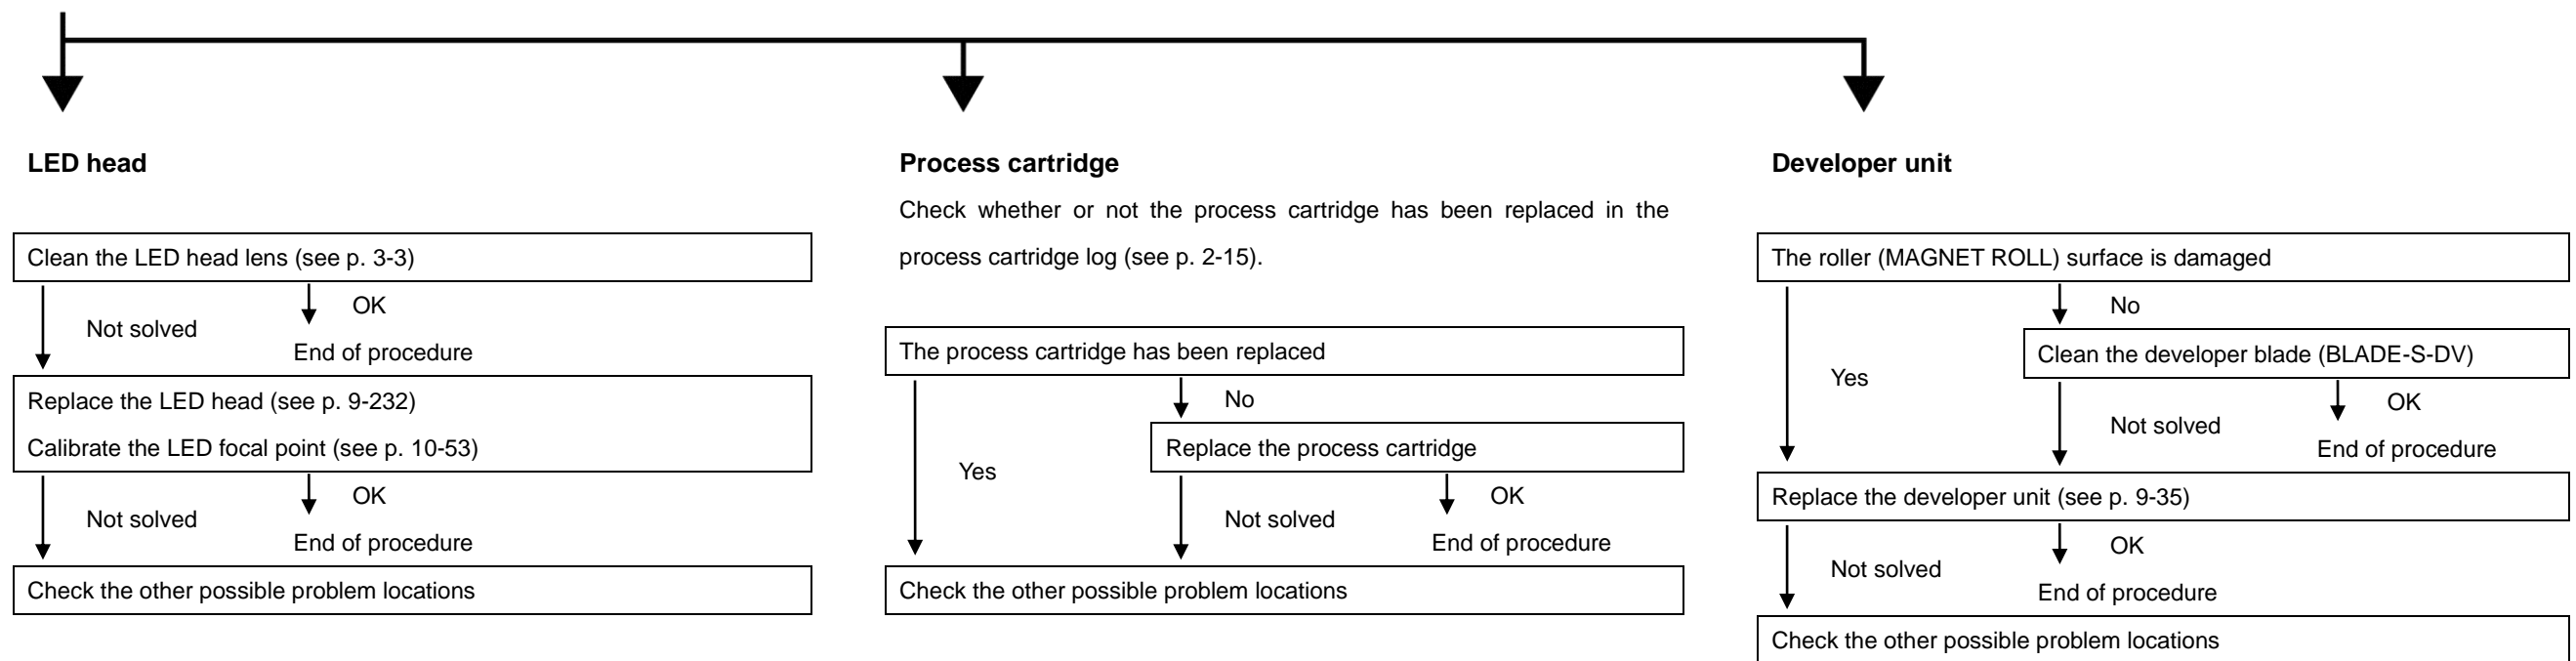 LED head
Clean the LED head lens (see p. 3-3)
OK
Not solved
End of procedure
Replace the LED head (see p. 9-232)
Calibrate the LED focal point (see p. 10-53)
OK
Not solved
End of procedure
Check the other possible problem locations
Process cartridge
Check whether or not the process cartridge has been replaced in the
process cartridge log (see p. 2-15).
The process cartridge has been replaced
No
Replace the process cartridge
Yes
OK
Not solved
End of procedure
Check the other possible problem locations
Developer unit
The roller (MAGNET ROLL) surface is damaged
No
Clean the developer blade (BLADE-S-DV)
Yes
OK
Not solved
End of procedure
Replace the developer unit (see p. 9-35)
OK
Not solved
End of procedure
Check the other possible problem locations